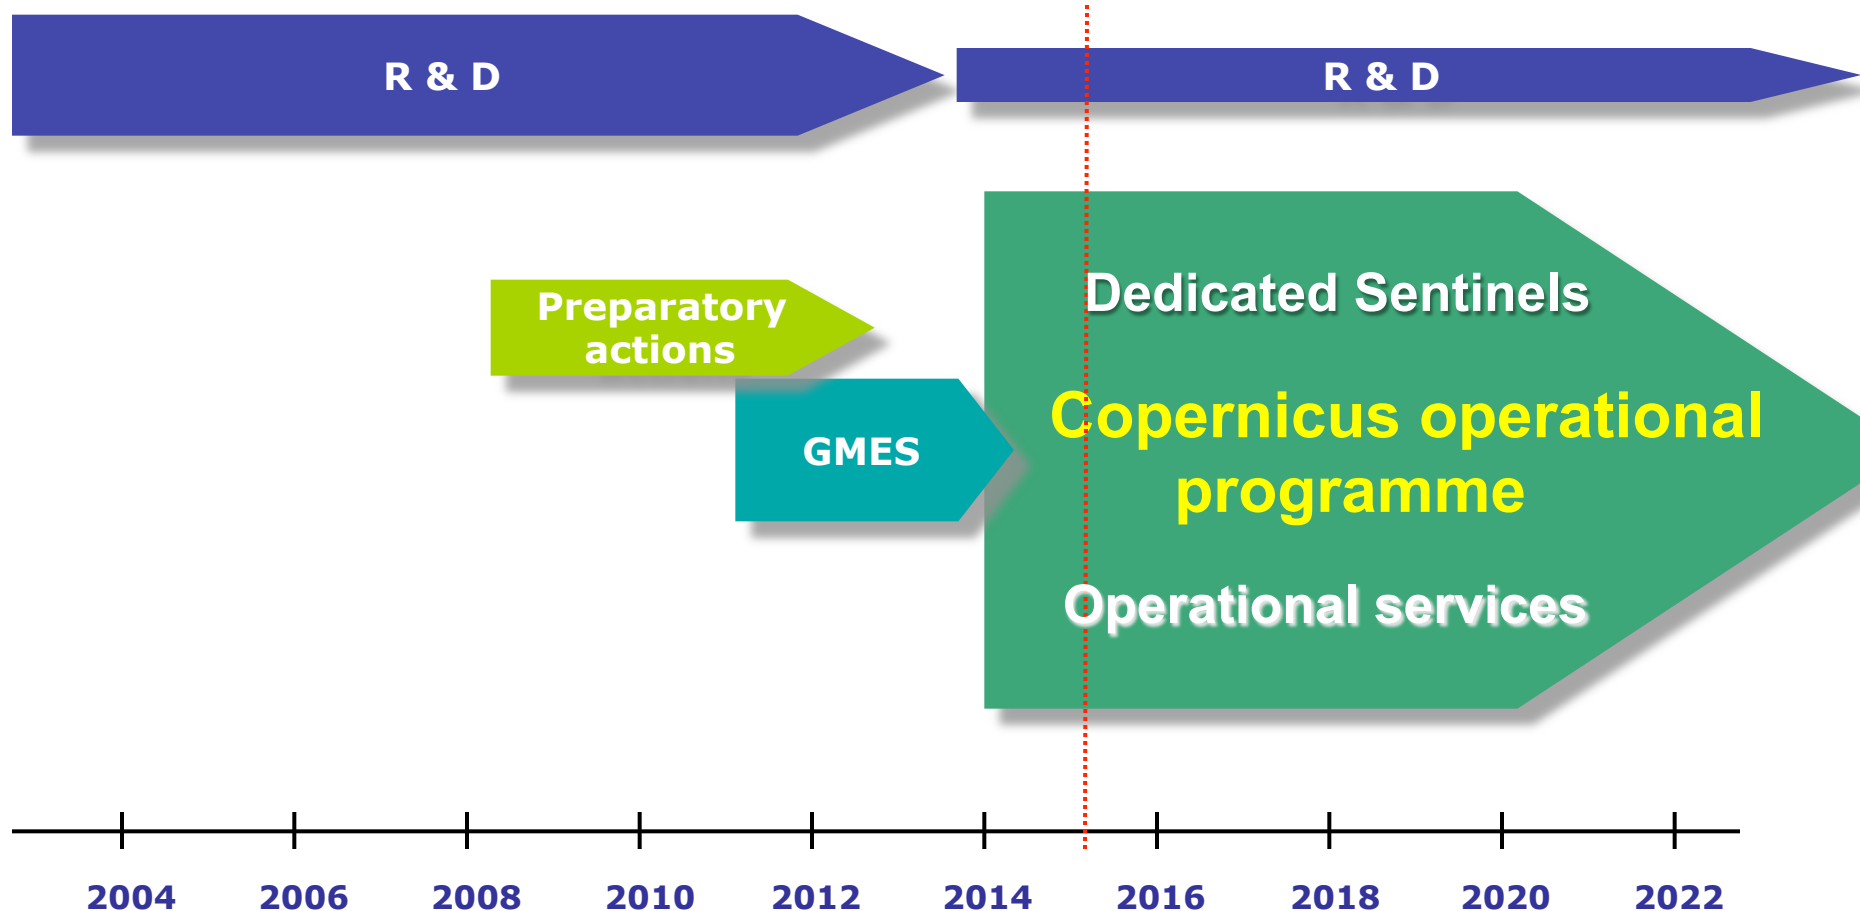 R & D
R & D
Dedicated Sentinels
Preparatory
actions
Copernicus operational
programme
GMES
Operational services
2004 2006 2008 2010 2012 2014 2016 2018 2020 2022